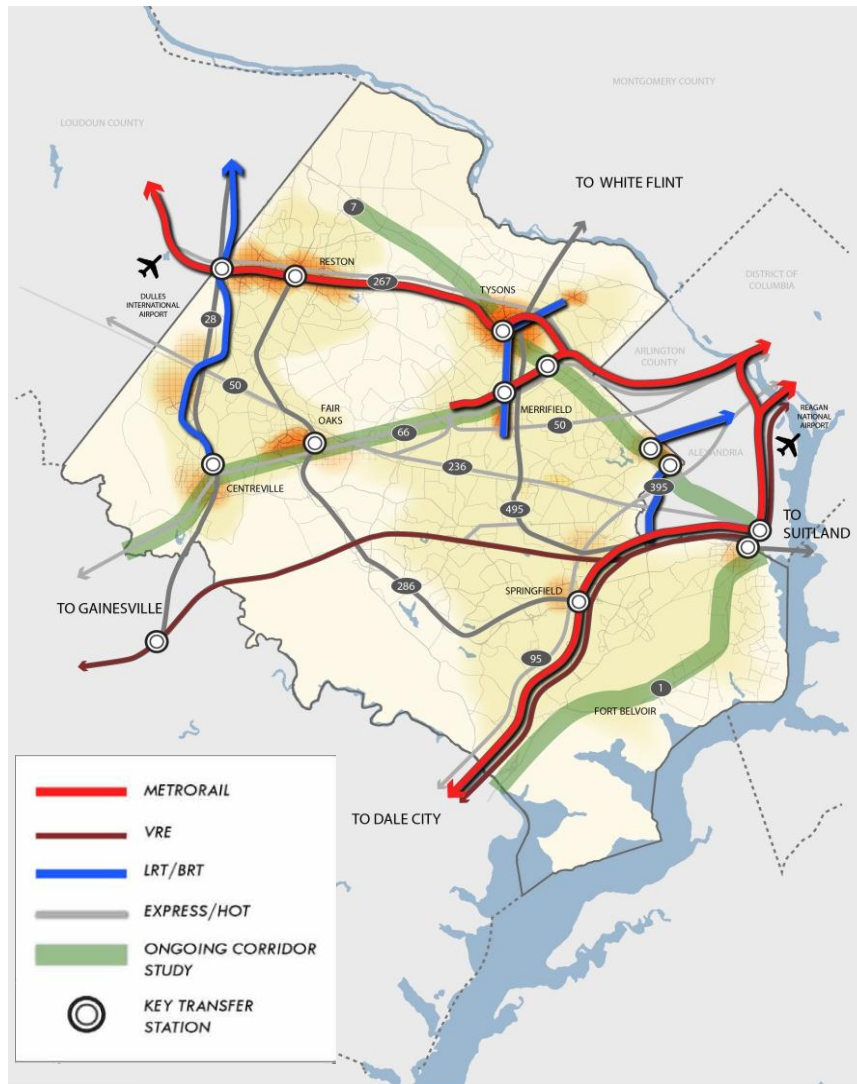 MONTGOMERY COUNTY
LOUDOUN COUNTY
TO WHITE FLINT
7
RESTON
267
TYSONS
DISTRICT OF
COLUMBIA
DULLES
INTERNATIONAL
AIRPORT
28
ARLINGTON
COUNTY
50
FAIR
OAKS
66
MERRIFIELD
50
REAGAN
NATIONAL
AIRPORT
236
ALEXANDRIA
CENTREVILLE
395
495
TO
SUITLAND
SPRINGFIELD
286
TO GAINESVILLE
95
1
FORT BELVOIR
TO DALE CITY
METRORAIL
VRE
LRT/BRT
EXPRESS/HOT
ONGOING CORRIDOR
STUDY
KEY TRANSFER
STATION